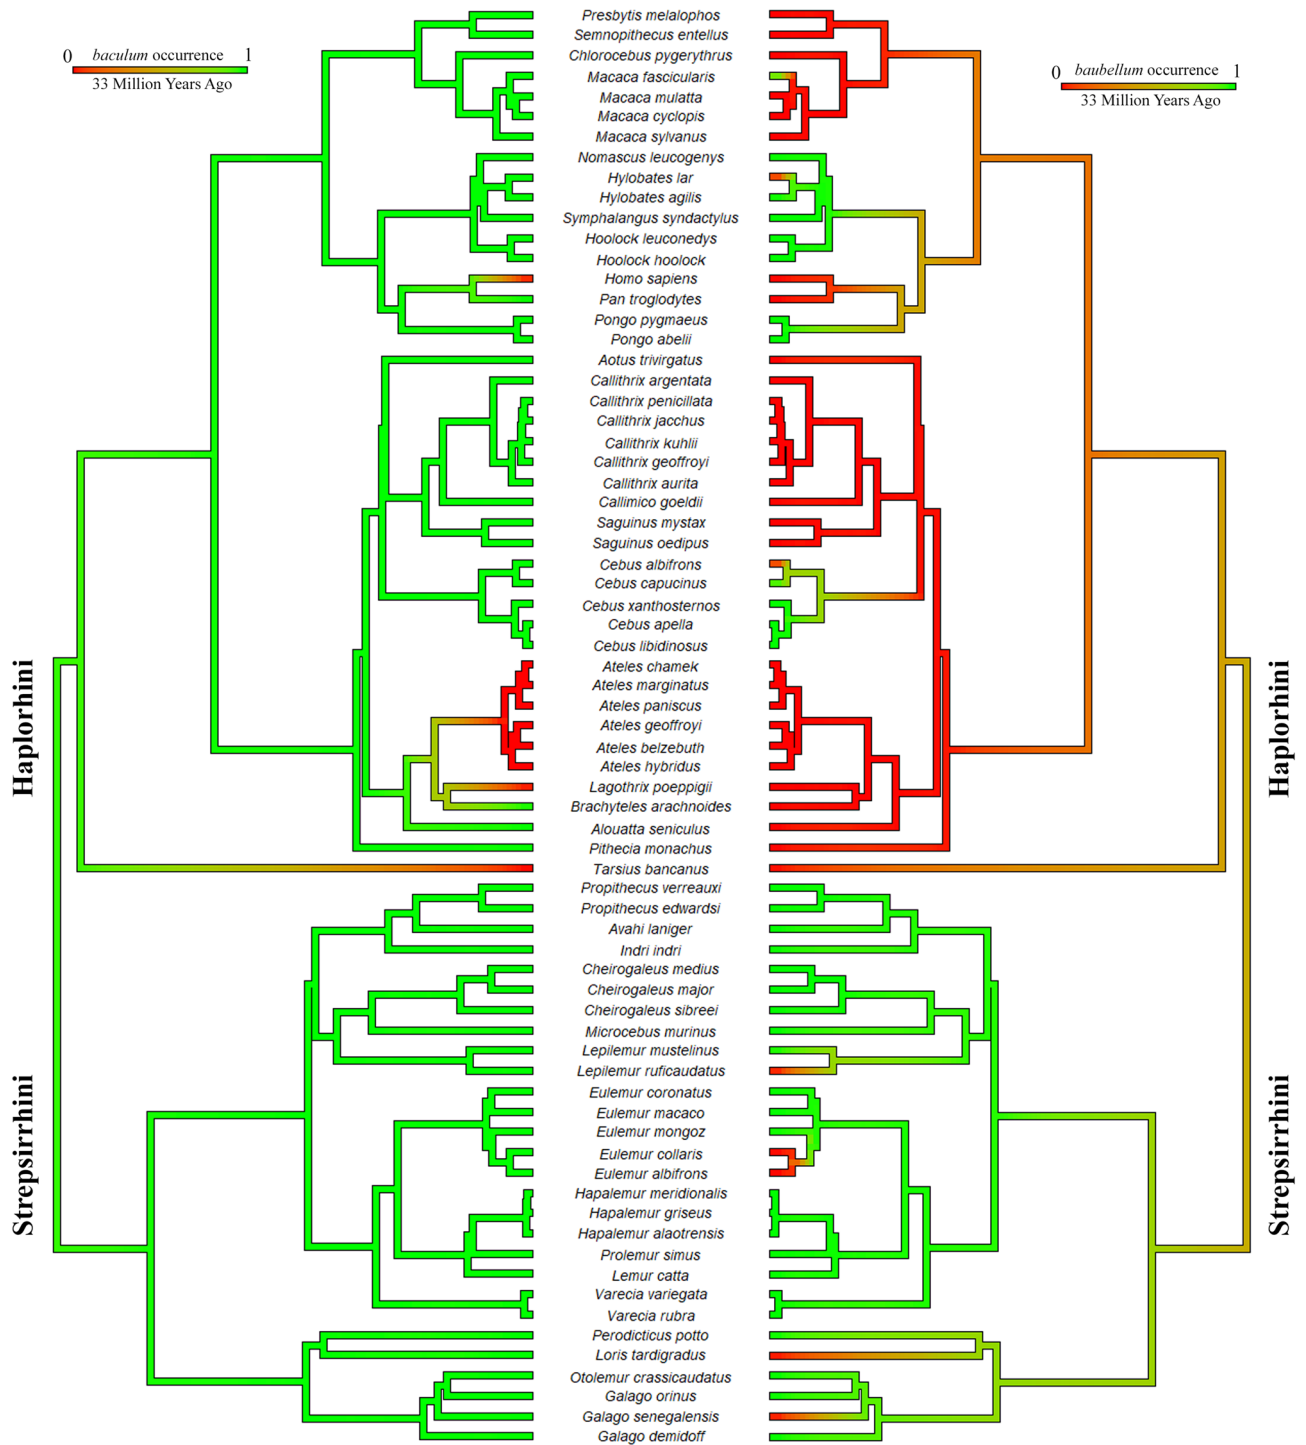 0 baculum occurrence 1
33 Million Years Ago
0 baubellum occurrence 1
33 Million Years Ago
Presbytis melalophos
Semnopithecus entellus
Chlorocebus pygerythrus
Macaca fascicularis
Macaca mulatta
Macaca cyclopis
Macaca sylvanus
Nomascus leucogenys
Hylobates lar
Hylobates agilis
Symphalangus syndactylus
Hoolock leuconedys
Hoolock hoolock
Homo sapiens
Pan troglodytes
Pongo pygmaeus
Pongo abelii
Aotus trivirgatus
Callithrix argentata
Callithrix penicillata
Callithrix jacchus
Callithrix kuhlii
Callithrix geoffroyi
Callithrix aurita
Callimico goeldii
Saguinus mystax
Saguinus oedipus
Cebus albifrons
Cebus capucinus
Cebus xanthosternos
Cebus apella
Cebus libidinosus
Ateles chamek
Ateles marginatus
Ateles paniscus
Ateles geoffroyi
Ateles belzebuth
Ateles hybridus
Lagothrix poeppigii
Brachyteles arachnoides
Alouatta seniculus
Pithecia monachus
Tarsius bancanus
Propithecus verreauxi
Propithecus edwardsi
Avahi laniger
Indri indri
Cheirogaleus medius
Cheirogaleus major
Cheirogaleus sibreei
Microcebus murinus
Lepilemur mustelinus
Lepilemur ruficaudatus
Eulemur coronatus
Eulemur macaco
Eulemur mongoz
Eulemur collaris
Eulemur albifrons
Hapalemur meridionalis
Hapalemur griseus
Hapalemur alaotrensis
Prolemur simus
Lemur catta
Varecia variegata
Varecia rubra
Perodicticus potto
Loris tardigradus
Otolemur crassicaudatus
Galago orinus
Galago senegalensis
Galago demidoff
Haplorhini
Strepsirrhini
Haplorhini
Strepsirrhini